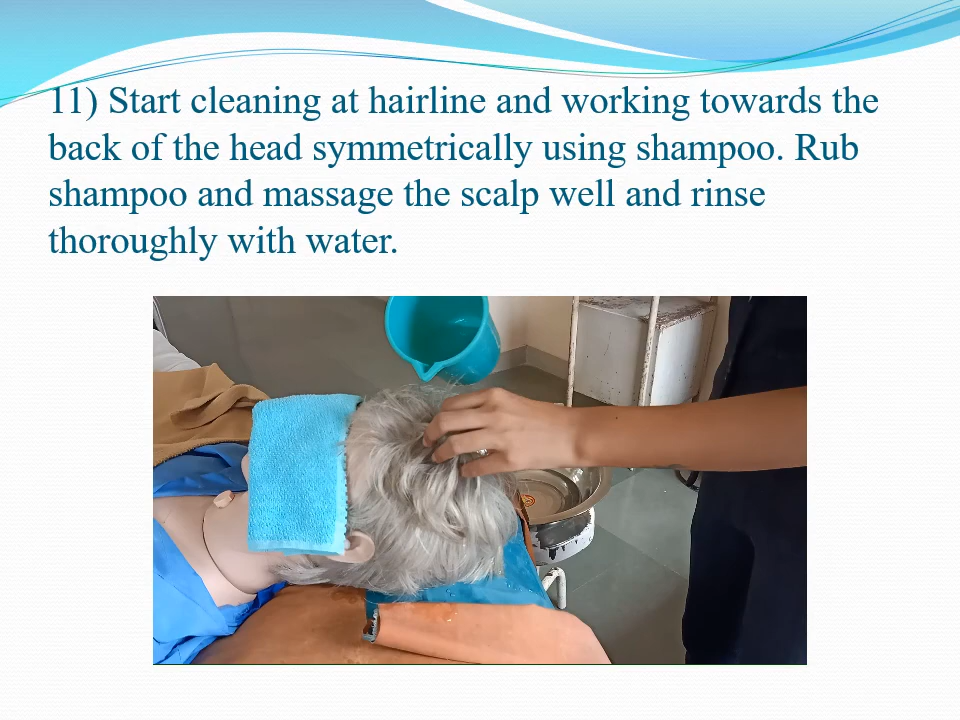 11) Start cleaning at hairline and working towards the
back of the head symmetrically using shampoo. Rub
shampoo and massage the scalp well and rinse
thoroughly with water.